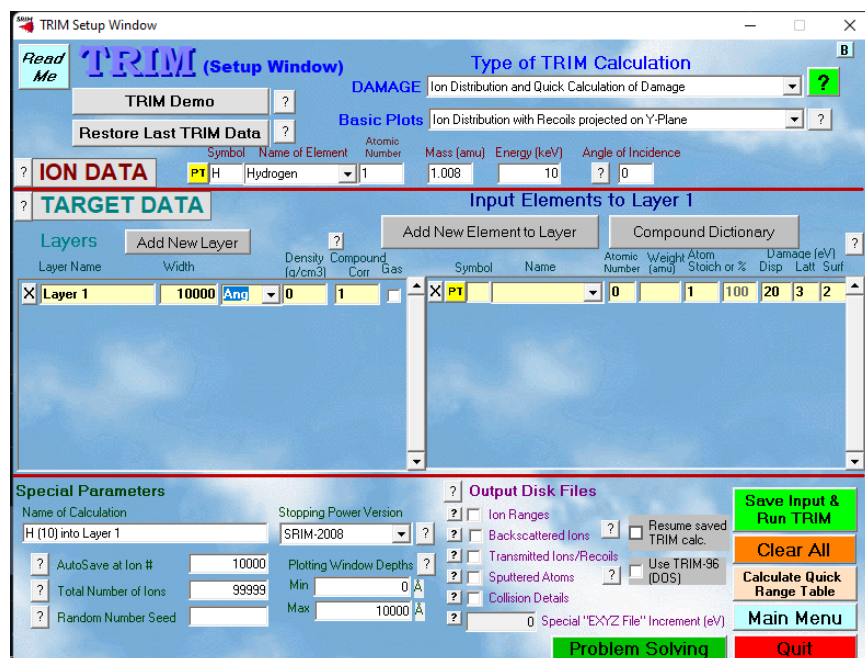 SRIM TRIM Setup Window
Read Me
TRIM (Setup Window)
Type of TRIM Calculation
B
DAMAGE Ion Distribution and Quick Calculation of Damage ?
TRIM Demo ?
Basic Plots Ion Distribution with Recoils projected on Y-Plane ?
Restore Last TRIM Data ?
Symbol Name of Element Atomic Number Mass (amu) Energy (keV) Angle of Incidence
? ION DATA PT H Hydrogen 1 1.008 10 ? 0
? TARGET DATA
Input Elements to Layer 1
Layers Add New Layer ?
Add New Element to Layer Compound Dictionary ?
Layer Name Width Density (g/cm3) Compound Corr Gas
Symbol Name Atomic Number Weight (amu) Atom Stoich or % Damage (eV) Disp Latt Surf
X Layer 1 10000 Ang 0 1
X PT 0 1 100 20 3 2
Special Parameters
Name of Calculation
H (10) into Layer 1
Stopping Power Version
SRIM-2008 ?
? AutoSave at Ion # 10000
? Total Number of Ions 99999
? Random Number Seed
Plotting Window Depths ?
Min 0 Å
Max 10000 Å
? Output Disk Files
? Ion Ranges
? Backscattered Ions
? Transmitted Ions/Recoils
? Sputtered Atoms
? Collision Details
? 0 Special "EXYZ File" Increment (eV)
? Resume saved TRIM calc.
? Use TRIM-96 (DOS)
Save Input & Run TRIM
Clear All
Calculate Quick Range Table
Main Menu
Problem Solving
Quit